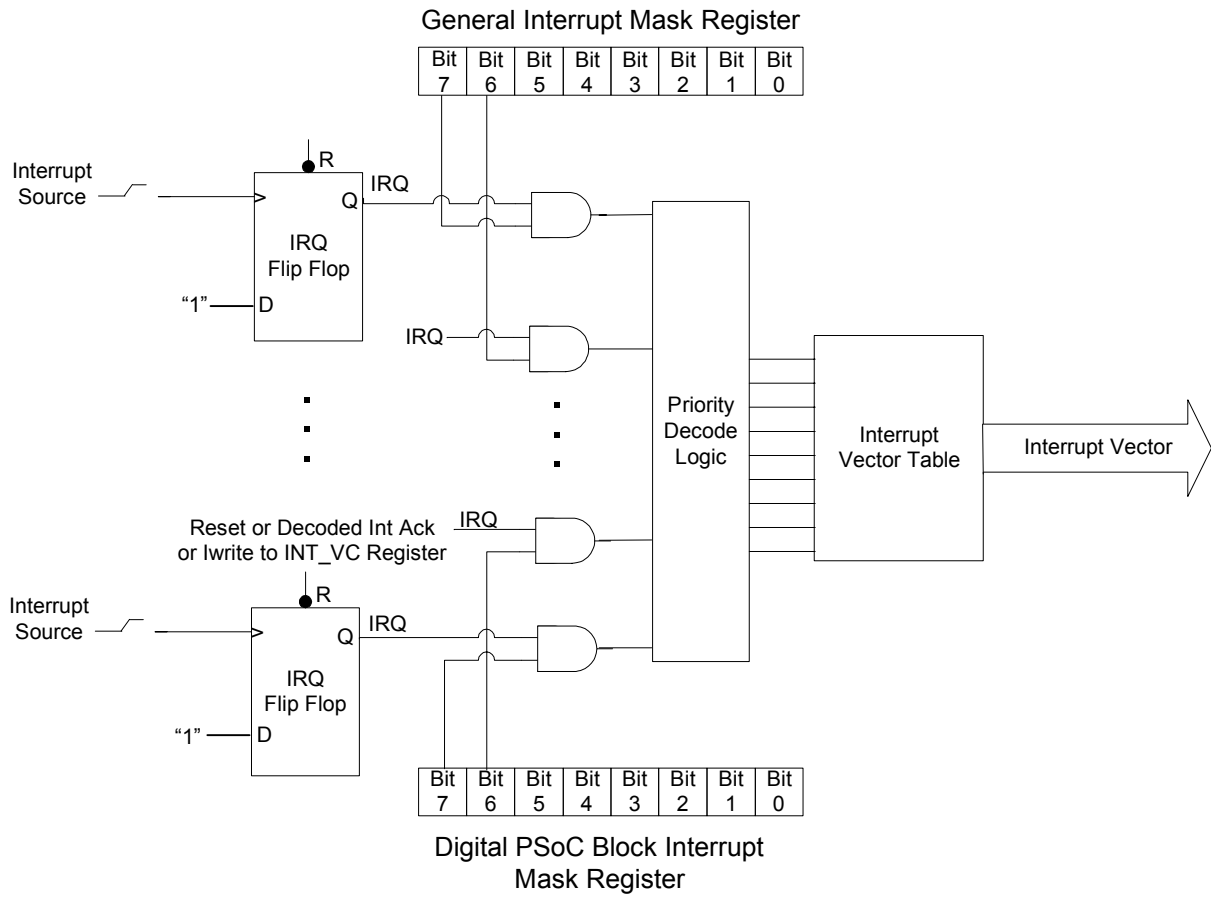 General Interrupt Mask Register
Bit 7 Bit 6 Bit 5 Bit 4 Bit 3 Bit 2 Bit 1 Bit 0
R
Interrupt
Source
IRQ
Q
IRQ
Flip Flop
"1"
D
IRQ
Priority
Decode
Logic
Interrupt
Vector Table
Interrupt Vector
Reset or Decoded Int Ack
or Iwrite to INT_VC Register
IRQ
R
Interrupt
Source
IRQ
Q
IRQ
Flip Flop
“1”
D
Bit 7 Bit 6 Bit 5 Bit 4 Bit 3 Bit 2 Bit 1 Bit 0
Digital PSoC Block Interrupt
Mask Register